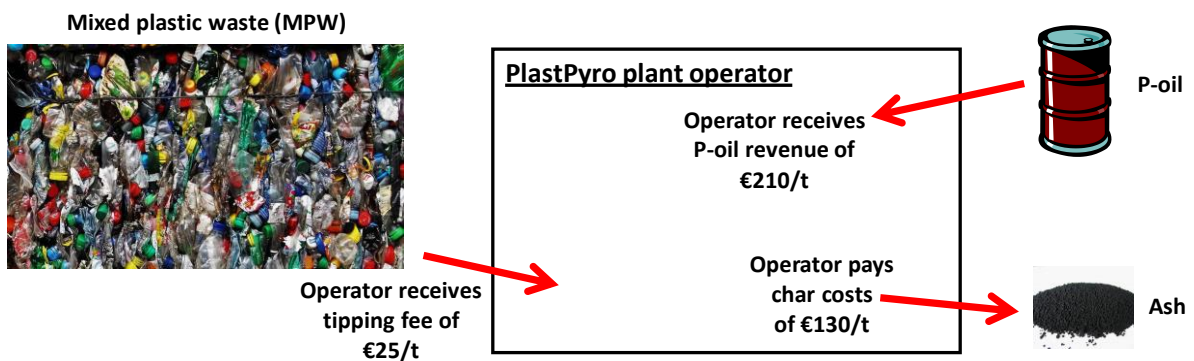 Mixed plastic waste (MPW)
PlastPyro plant operator
P-oil
Operator receives
P-oil revenue of
€210/t
Operator receives
tipping fee of
€25/t
Operator pays
char costs
of €130/t
Ash